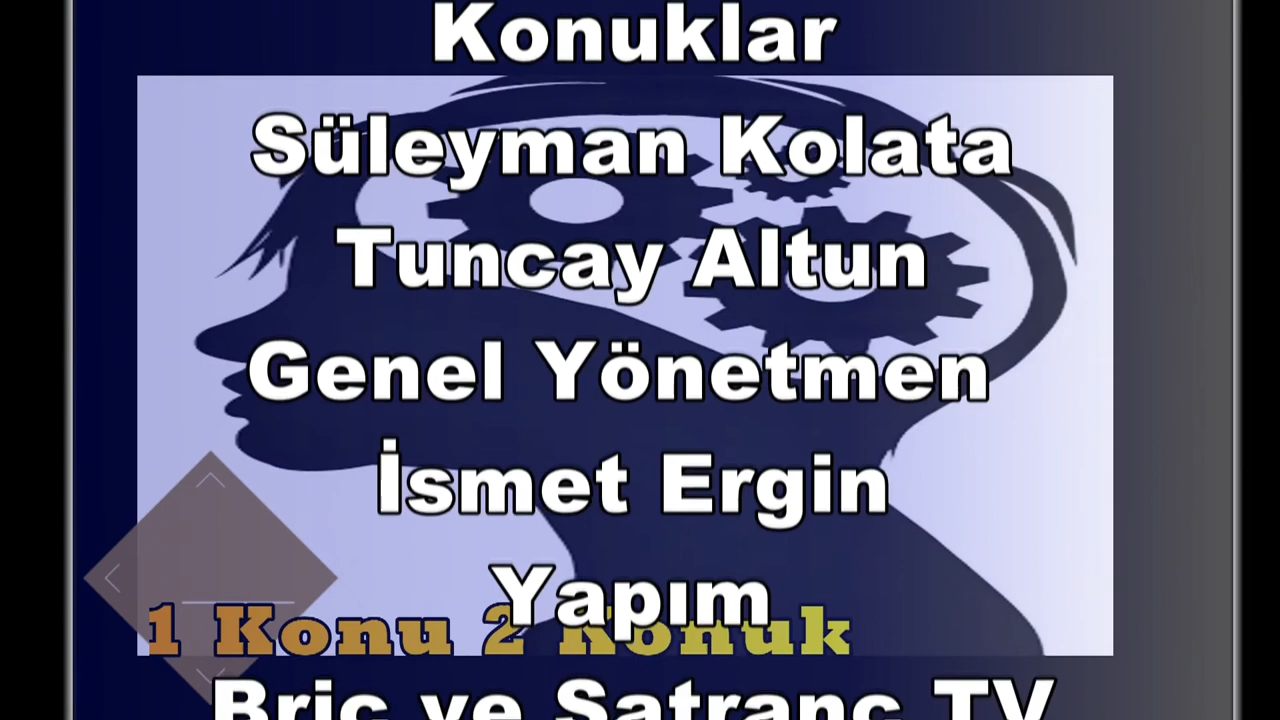 Konuklar
Süleyman Kolata
Tuncay Altun
Genel Yönetmen
İsmet Ergin
Yapım
1 Konu 2 Konuk
Briç ve Satranç TV